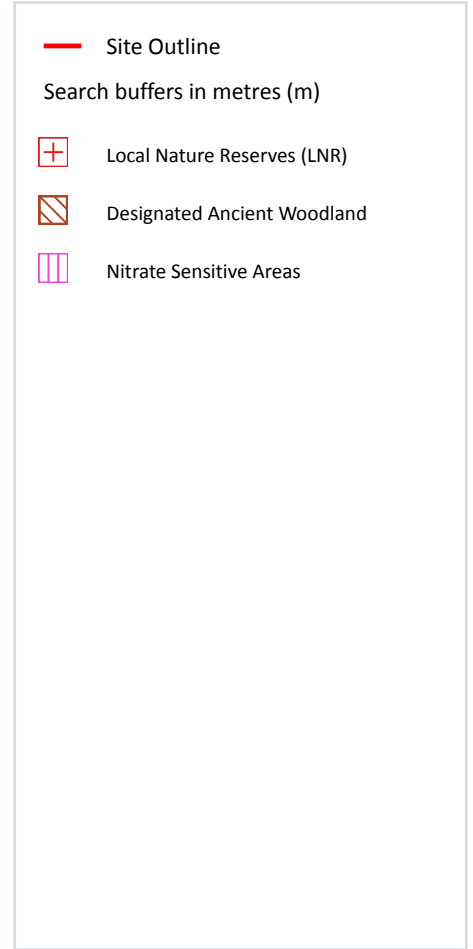 Site Outline
Search buffers in metres (m)
Local Nature Reserves (LNR)
Designated Ancient Woodland
Nitrate Sensitive Areas